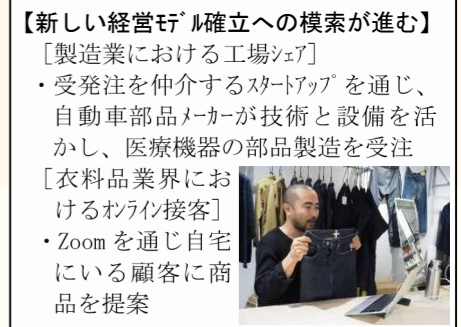 【新しい経営ﾓﾃﾞﾙ確立への模索が進む】
［製造業における工場ｼｪｱ］
・受発注を仲介するｽﾀｰﾄｱｯﾌﾟを通じ、
自動車部品ﾒｰｶｰが技術と設備を活
かし、医療機器の部品製造を受注
［衣料品業界にお
けるｵﾝﾗｲﾝ接客］
・Zoom を通じ自宅
にいる顧客に商
品を提案